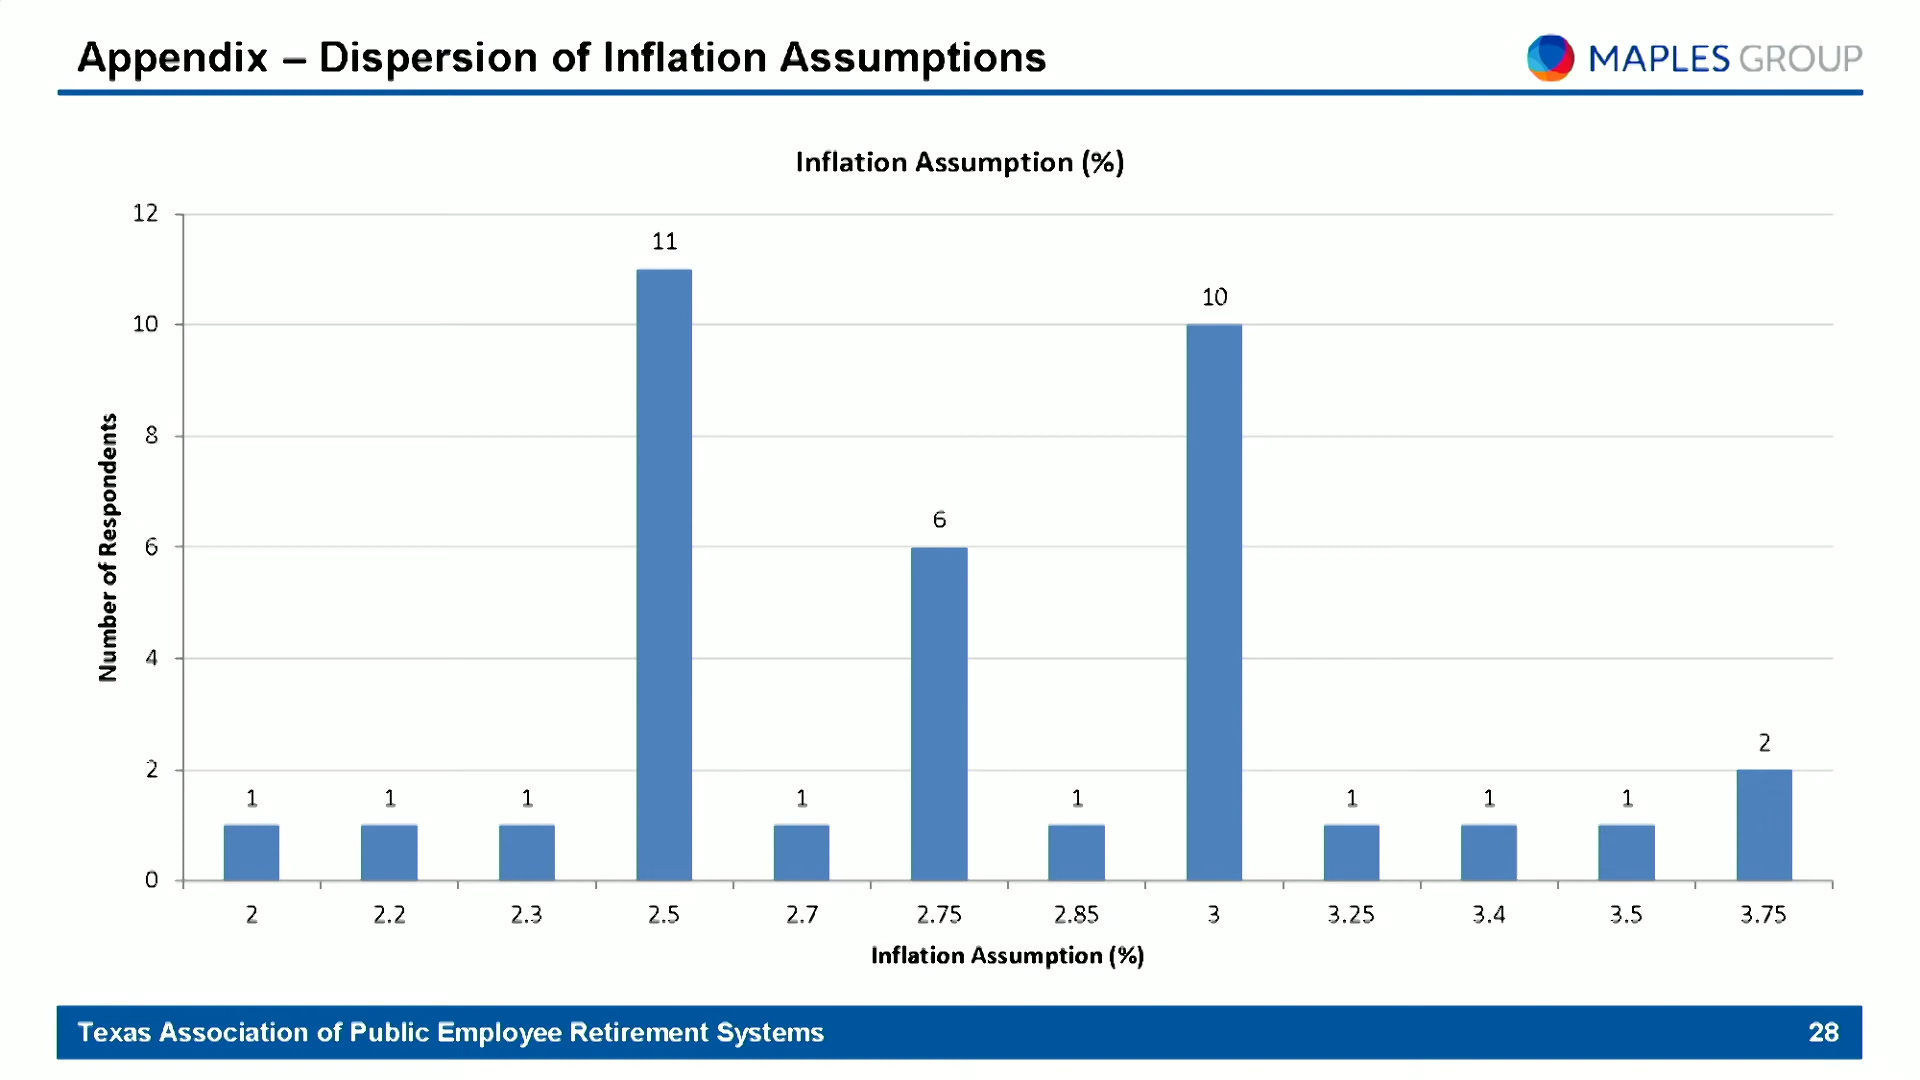 Appendix – Dispersion of Inflation Assumptions
MAPLES GROUP
Inflation Assumption (%)
12
10
8
6
4
2
0
Number of Respondents
1
1
1
11
1
6
1
10
1
1
1
2
2 2.2 2.3 2.5 2.7 2.75 2.85 3 3.25 3.4 3.5 3.75
Inflation Assumption (%)
Texas Association of Public Employee Retirement Systems
28